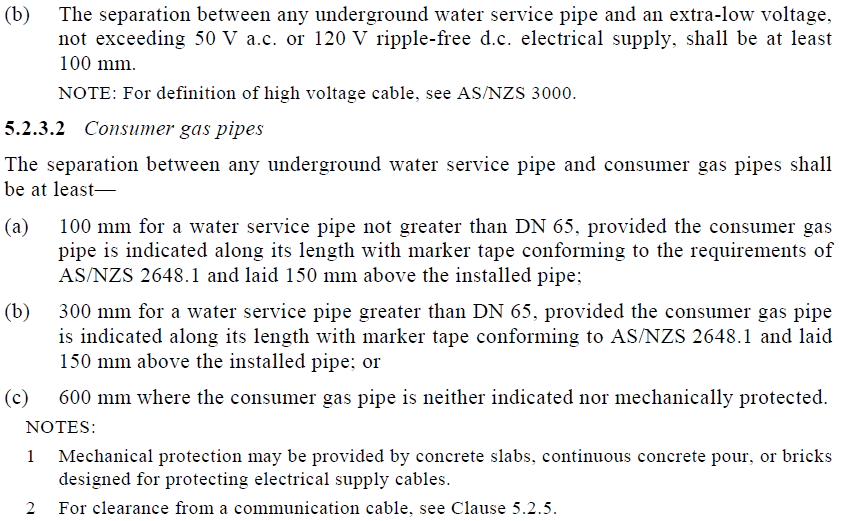 (b) The separation between any underground water service pipe and an extra-low voltage,
not exceeding 50 V a.c. or 120 V ripple-free d.c. electrical supply, shall be at least
100 mm.
NOTE: For definition of high voltage cable, see AS/NZS 3000.
5.2.3.2 Consumer gas pipes
The separation between any underground water service pipe and consumer gas pipes shall
be at least—
(a) 100 mm for a water service pipe not greater than DN 65, provided the consumer gas
pipe is indicated along its length with marker tape conforming to the requirements of
AS/NZS 2648.1 and laid 150 mm above the installed pipe;
(b) 300 mm for a water service pipe greater than DN 65, provided the consumer gas pipe
is indicated along its length with marker tape conforming to AS/NZS 2648.1 and laid
150 mm above the installed pipe; or
(c) 600 mm where the consumer gas pipe is neither indicated nor mechanically protected.
NOTES:
1 Mechanical protection may be provided by concrete slabs, continuous concrete pour, or bricks
designed for protecting electrical supply cables.
2 For clearance from a communication cable, see Clause 5.2.5.